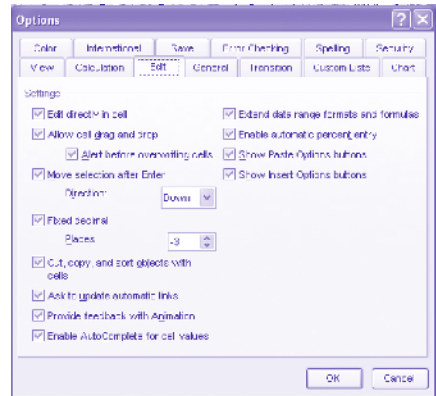 Options
Color International Save Error Checking Spelling Security
View Calculation Edit General Transition Custom Lists Chart
Settings
Edit directly in cell
Allow cell drag and drop
Alert before overwriting cells
Move selection after Enter
Direction: Down
Fixed decimal
Places: -3
Cut, copy, and sort objects with
cells
Ask to update automatic links
Provide feedback with Animation
Enable AutoComplete for cell values
Extend data range formats and formulas
Enable automatic percent entry
Show Paste Options buttons
Show Insert Options buttons
OK Cancel